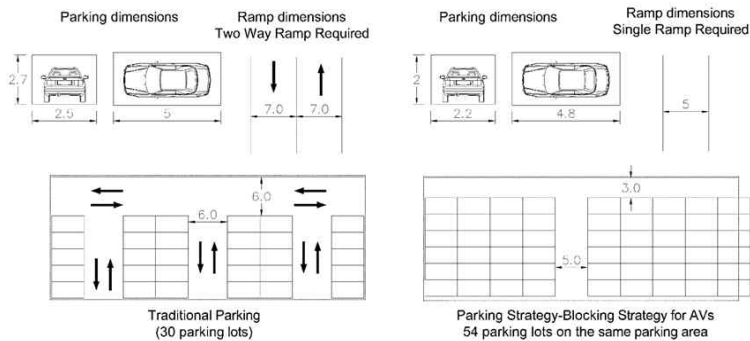 Parking dimensions
Ramp dimensions
Two Way Ramp Required
2.7
2.5
5
7.0
7.0
6.0
6.0
Traditional Parking
(30 parking lots)
Parking dimensions
Ramp dimensions
Single Ramp Required
2
2.2
4.8
5
3.0
5.0
Parking Strategy-Blocking Strategy for AVs
54 parking lots on the same parking area